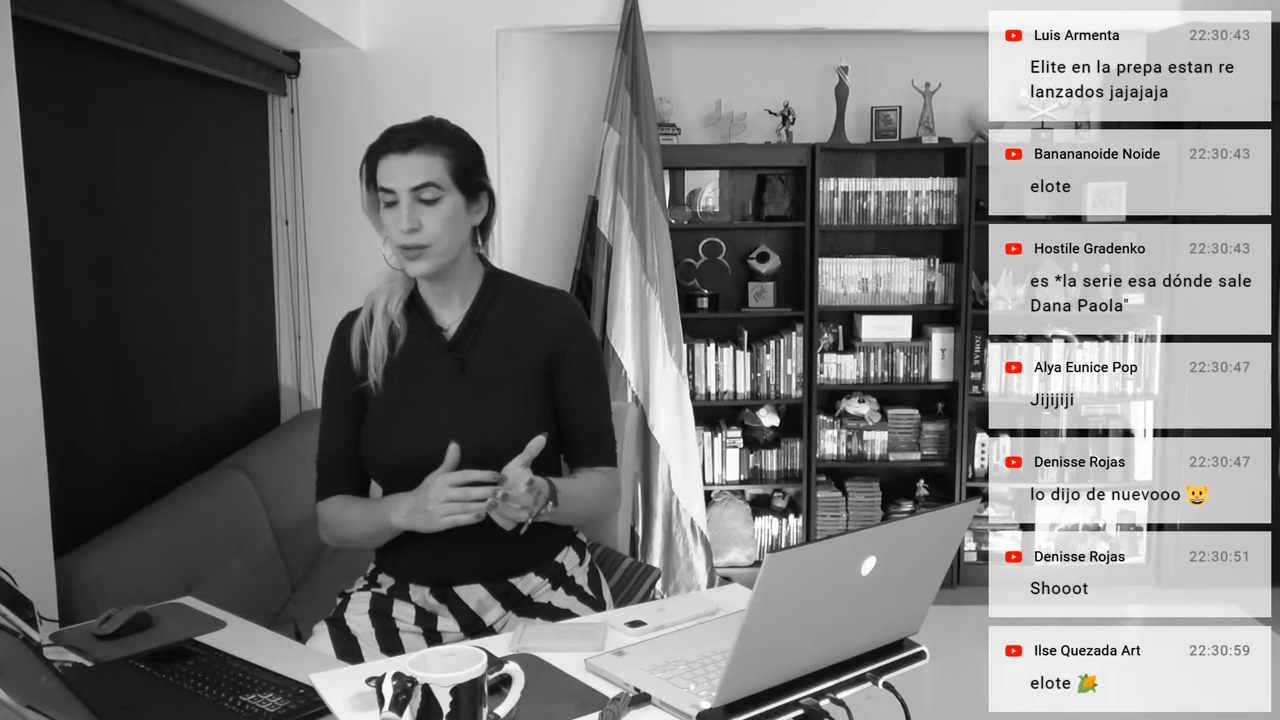 Luis Armenta 22:30:43
Elite en la prepa estan re
lanzados jajajaja
Banananoide Noide 22:30:43
elote
Hostile Gradenko 22:30:43
es *la serie esa dónde sale
Dana Paola"
Alya Eunice Pop 22:30:47
Jijijiji
Denisse Rojas 22:30:47
lo dijo de nuevooo 😺
Denisse Rojas 22:30:51
Shooot
Ilse Quezada Art 22:30:59
elote 🌽